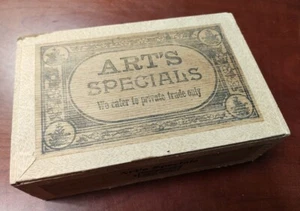 ART'S
SPECIALS
We cater to private trade only